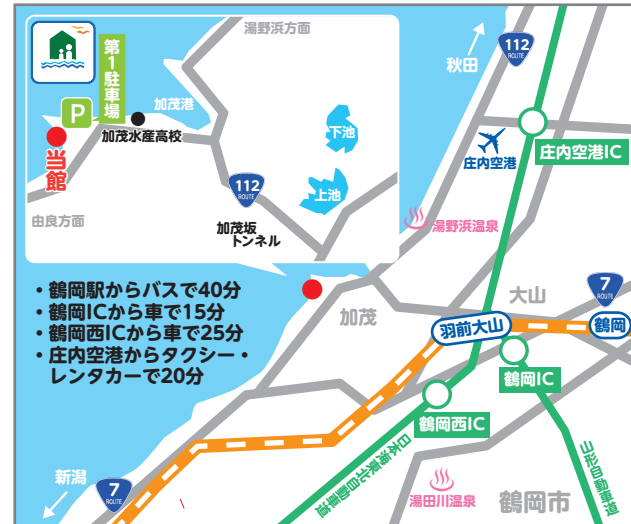 湯野浜方面
第1駐車場
P
加茂港
加茂水産高校
当館
下池
上池
112
ROUTE
由良方面
加茂坂
トンネル
・鶴岡駅からバスで40分
・鶴岡ICから車で15分
・鶴岡西ICから車で25分
・庄内空港からタクシー・
レンタカーで20分
112
ROUTE
秋田
庄内空港
庄内空港IC
湯野浜温泉
7
ROUTE
大山
加茂
羽前大山
鶴岡
鶴岡IC
鶴岡西IC
日本海東北自動車道
山形自動車道
新潟
7
ROUTE
湯田川温泉
鶴岡市